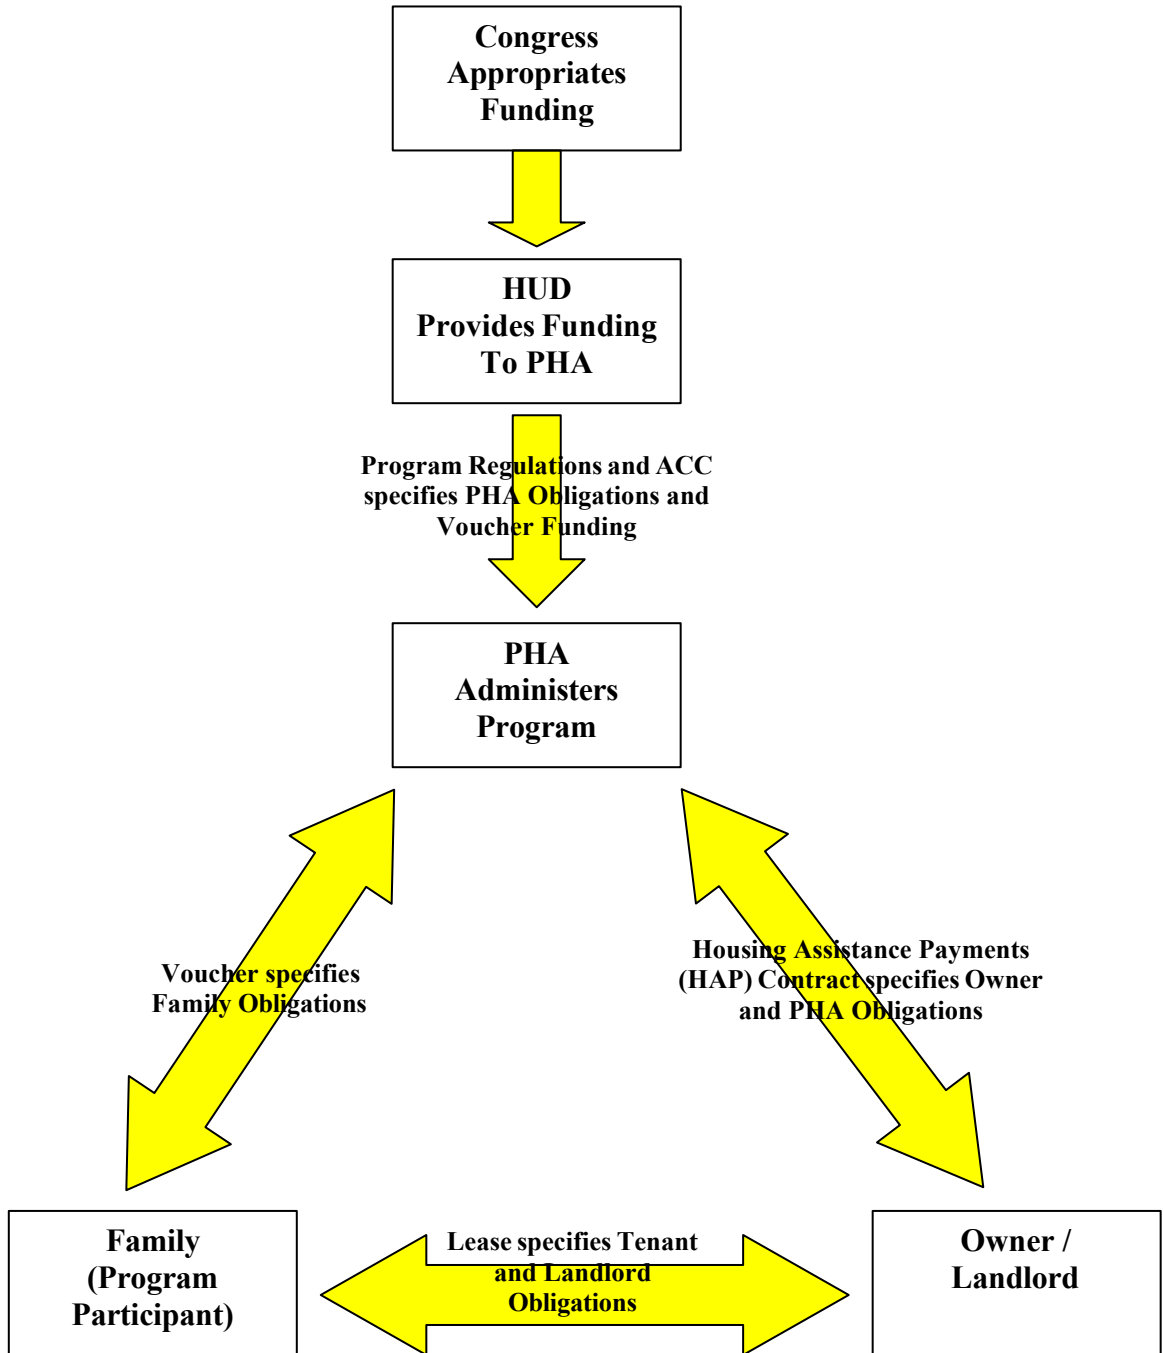 Congress
Appropriates
Funding
HUD
Provides Funding
To PHA
Program Regulations and ACC
specifies PHA Obligations and
Voucher Funding
PHA
Administers
Program
Voucher specifies
Family Obligations
Housing Assistance Payments
(HAP) Contract specifies Owner
and PHA Obligations
Family
(Program
Participant)
Lease specifies Tenant
and Landlord
Obligations
Owner /
Landlord